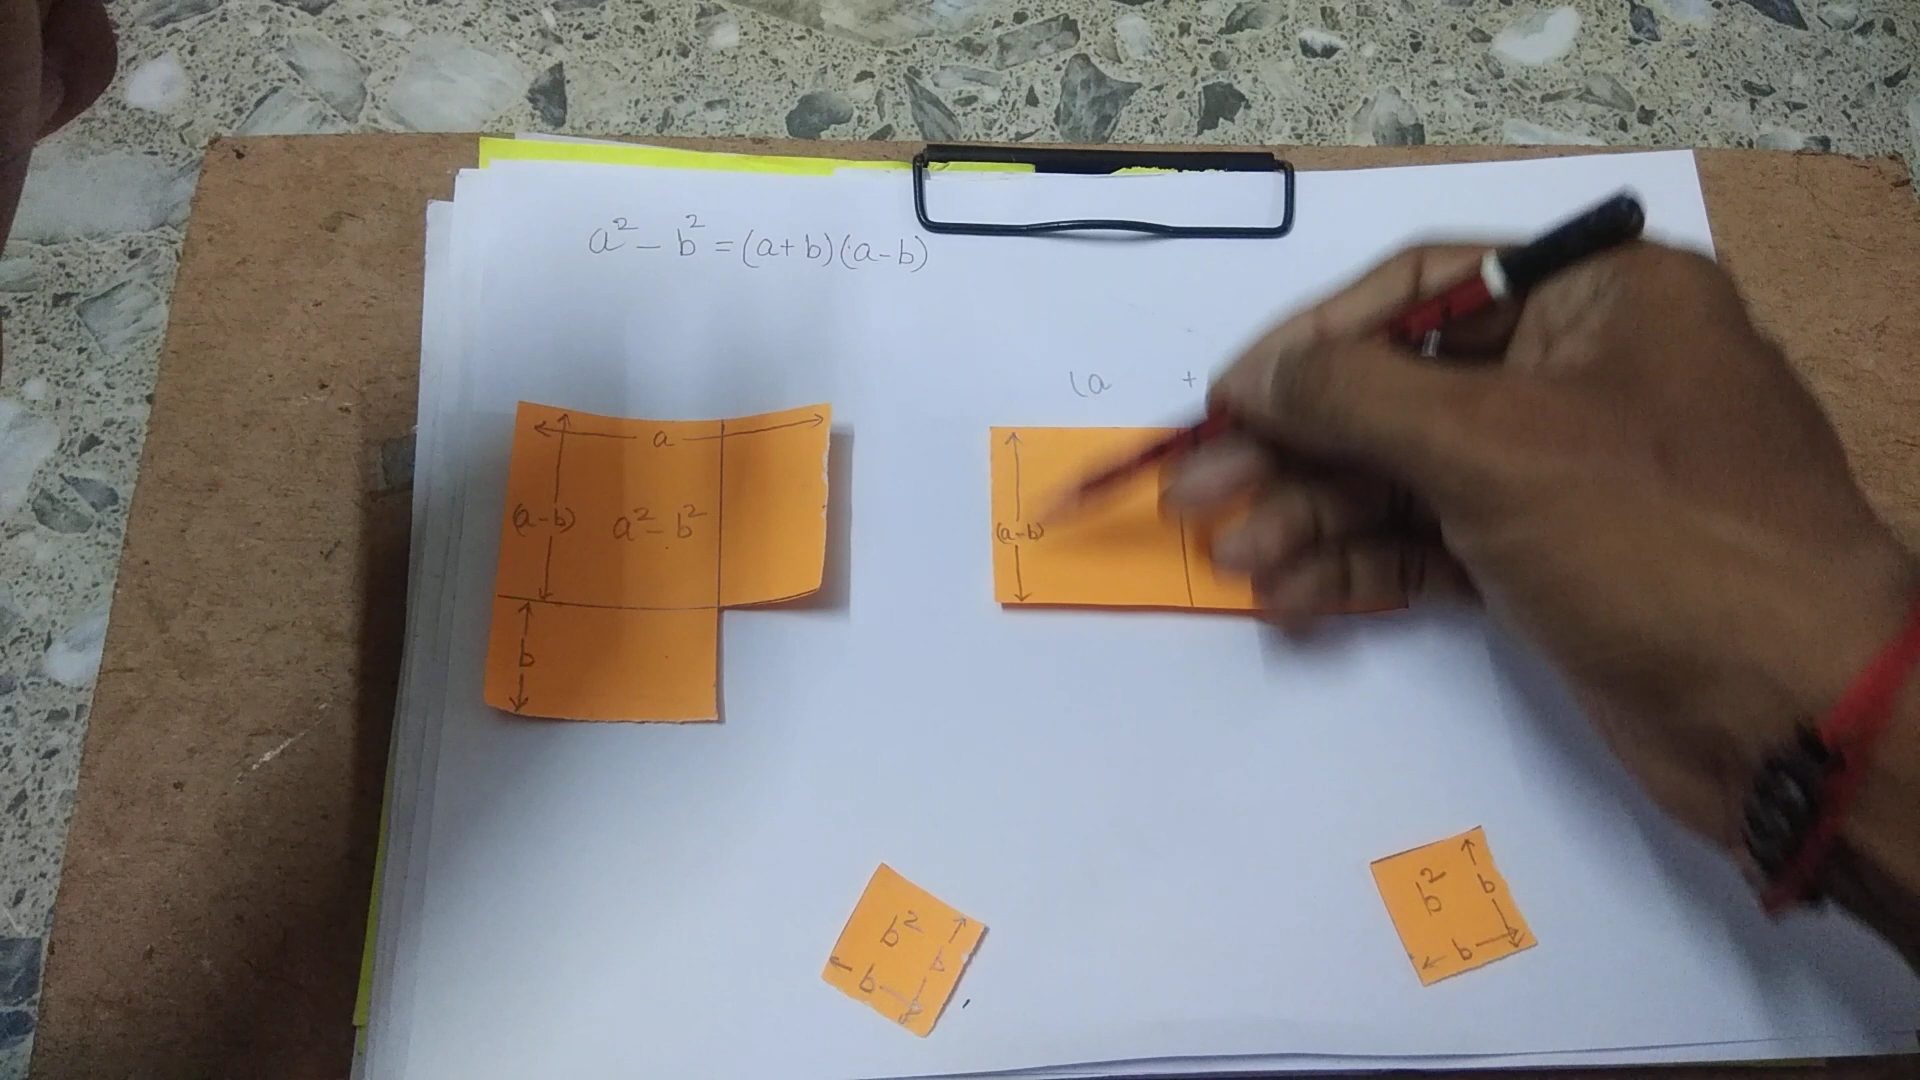 a² - b² = (a+b)(a-b)
(a +
a
(a-b) a² - b²
b
(a-b)
b²
b
b
b²
b
b